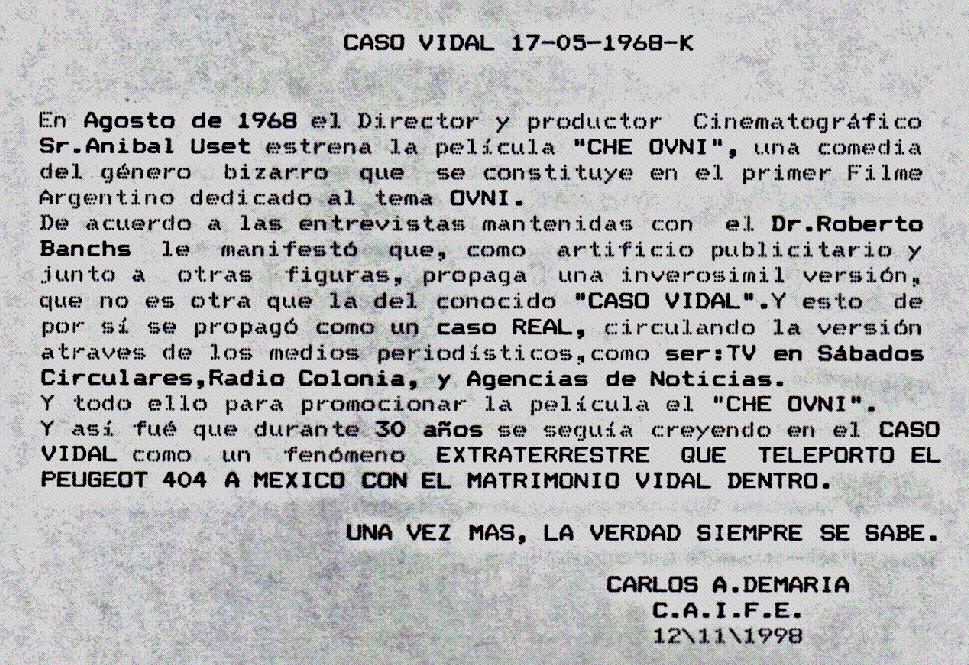 CASO VIDAL 17-05-1968-K
En Agosto de 1968 el Director y productor Cinematográfico
Sr.Anibal Uset estrena la película "CHE OVNI", una comedia
del género bizarro que se constituye en el primer Filme
Argentino dedicado al tema OVNI.
De acuerdo a las entrevistas mantenidas con el Dr.Roberto
Banchs le manifestó que, como artificio publicitario y
junto a otras figuras, propaga una inverosimil versión,
que no es otra que la del conocido "CASO VIDAL".Y esto de
por sí se propagó como un caso REAL, circulando la versión
atraves de los medios periodísticos,como ser:TV en Sábados
Circulares,Radio Colonia, y Agencias de Noticias.
Y todo ello para promocionar la película el "CHE OVNI".
Y así fué que durante 30 años se seguía creyendo en el CASO
VIDAL como un fenómeno EXTRATERRESTRE QUE TELEPORTO EL
PEUGEOT 404 A MEXICO CON EL MATRIMONIO VIDAL DENTRO.
UNA VEZ MAS, LA VERDAD SIEMPRE SE SABE.
CARLOS A.DEMARIA
C.A.I.F.E.
12\11\1998